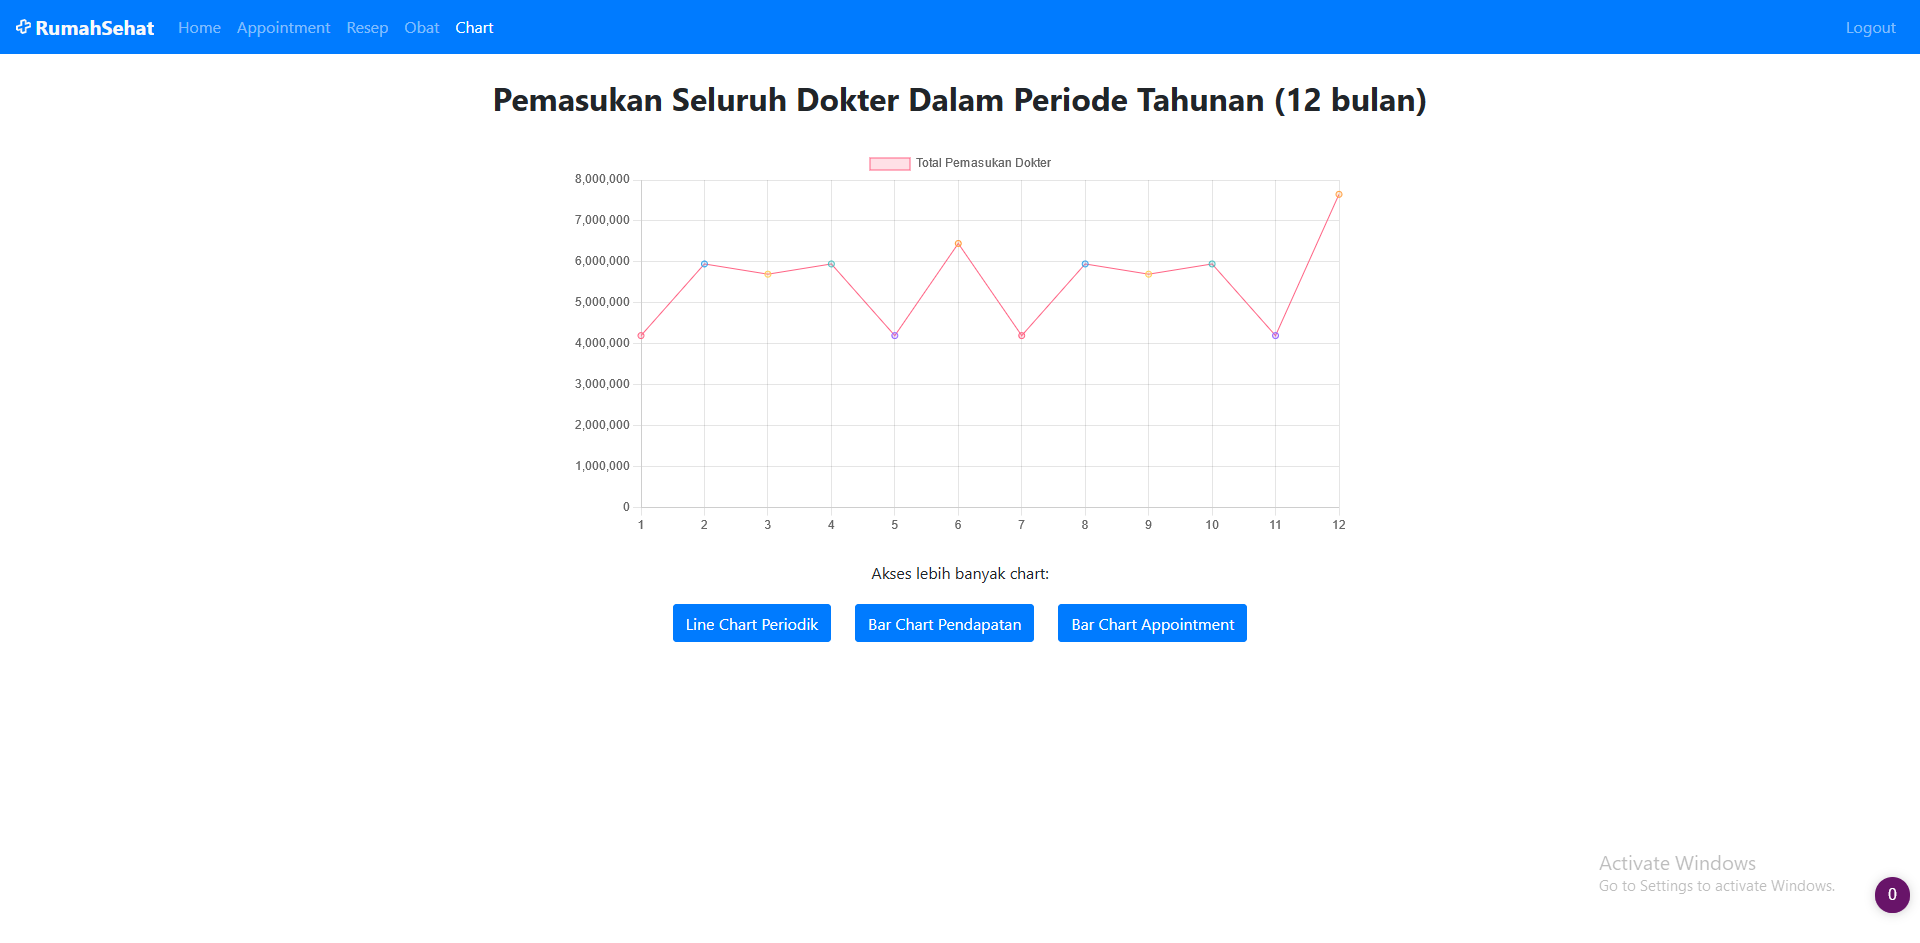 RumahSehat Home Appointment Resep Obat Chart Logout
Pemasukan Seluruh Dokter Dalam Periode Tahunan (12 bulan)
Total Pemasukan Dokter
8,000,000
7,000,000
6,000,000
5,000,000
4,000,000
3,000,000
2,000,000
1,000,000
0
1 2 3 4 5 6 7 8 9 10 11 12
Akses lebih banyak chart:
Line Chart Periodik Bar Chart Pendapatan Bar Chart Appointment
Activate Windows
Go to Settings to activate Windows.
0